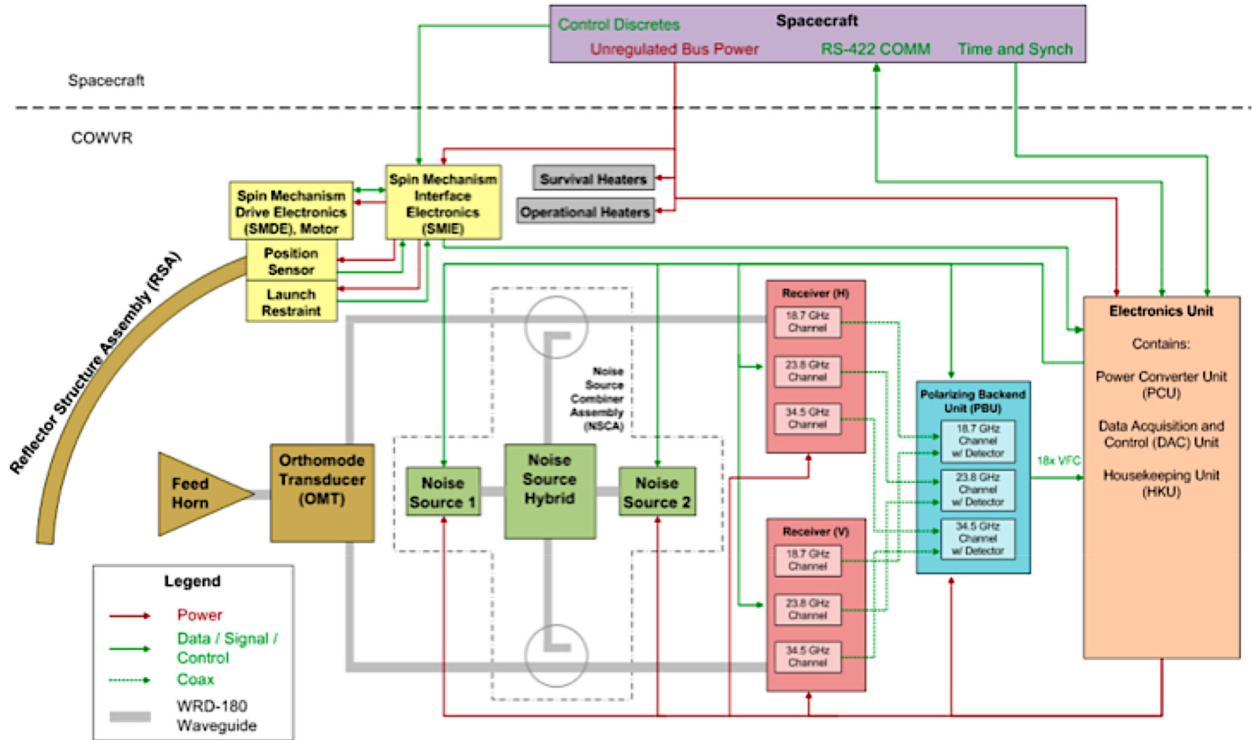 Spacecraft
Control Discretes
Unregulated Bus Power
RS-422 COMM
Time and Synch
Spacecraft
COWVR
Spin Mechanism
Interface
Electronics
(SMIE)
Spin Mechanism
Drive Electronics
(SMDE), Motor
Position
Sensor
Launch
Restraint
Survival Heaters
Operational Heaters
Reflector Structure Assembly (RSA)
Feed
Horn
Orthomode
Transducer
(OMT)
Noise
Source
Combiner
Assembly
(NSCA)
Noise
Source 1
Noise
Source
Hybrid
Noise
Source 2
Receiver (H)
18.7 GHz
Channel
23.8 GHz
Channel
34.5 GHz
Channel
Receiver (V)
18.7 GHz
Channel
23.8 GHz
Channel
34.5 GHz
Channel
Polarizing Backend
Unit (PBU)
18.7 GHz
Channel
w/ Detector
23.8 GHz
Channel
w/ Detector
34.5 GHz
Channel
w/ Detector
18x VFC
Electronics Unit
Contains:
Power Converter Unit
(PCU)
Data Acquisition and
Control (DAC) Unit
Housekeeping Unit
(HKU)
Legend
Power
Data / Signal /
Control
Coax
WRD-180
Waveguide